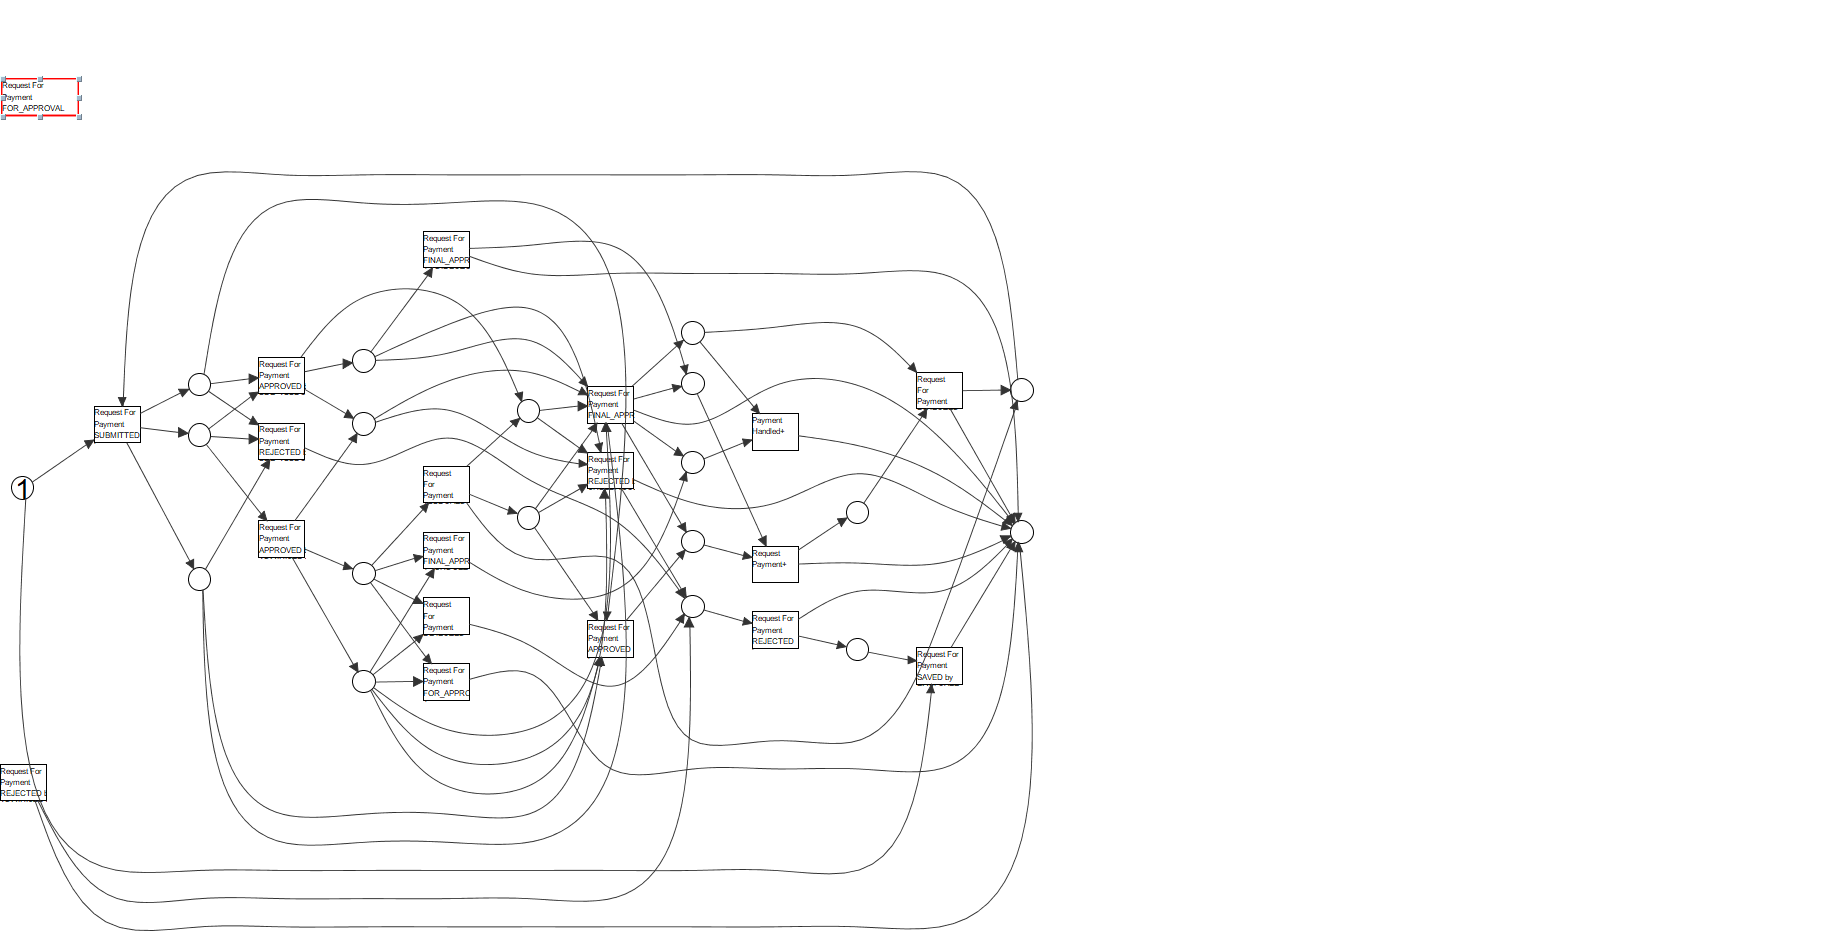 Request For
Payment
FOR_APPROVAL
Request For
Payment
FINAL_APPR
Request For
Payment
APPROVED
Request For
Payment
SUBMITTED
Request For
Payment
REJECTED
Request For
Payment
FINAL_APPR
Request
For
Payment
Payment
Handled+
Request For
Payment
REJECTED
Request
For
Payment
1
Request For
Payment
APPROVED
Request For
Payment
FINAL_APPR
Request
Payment+
Request
For
Payment
Request For
Payment
APPROVED
Request For
Payment
REJECTED
Request For
Payment
FOR_APPRO
Request For
Payment
SAVED by
Request For
Payment
REJECTED